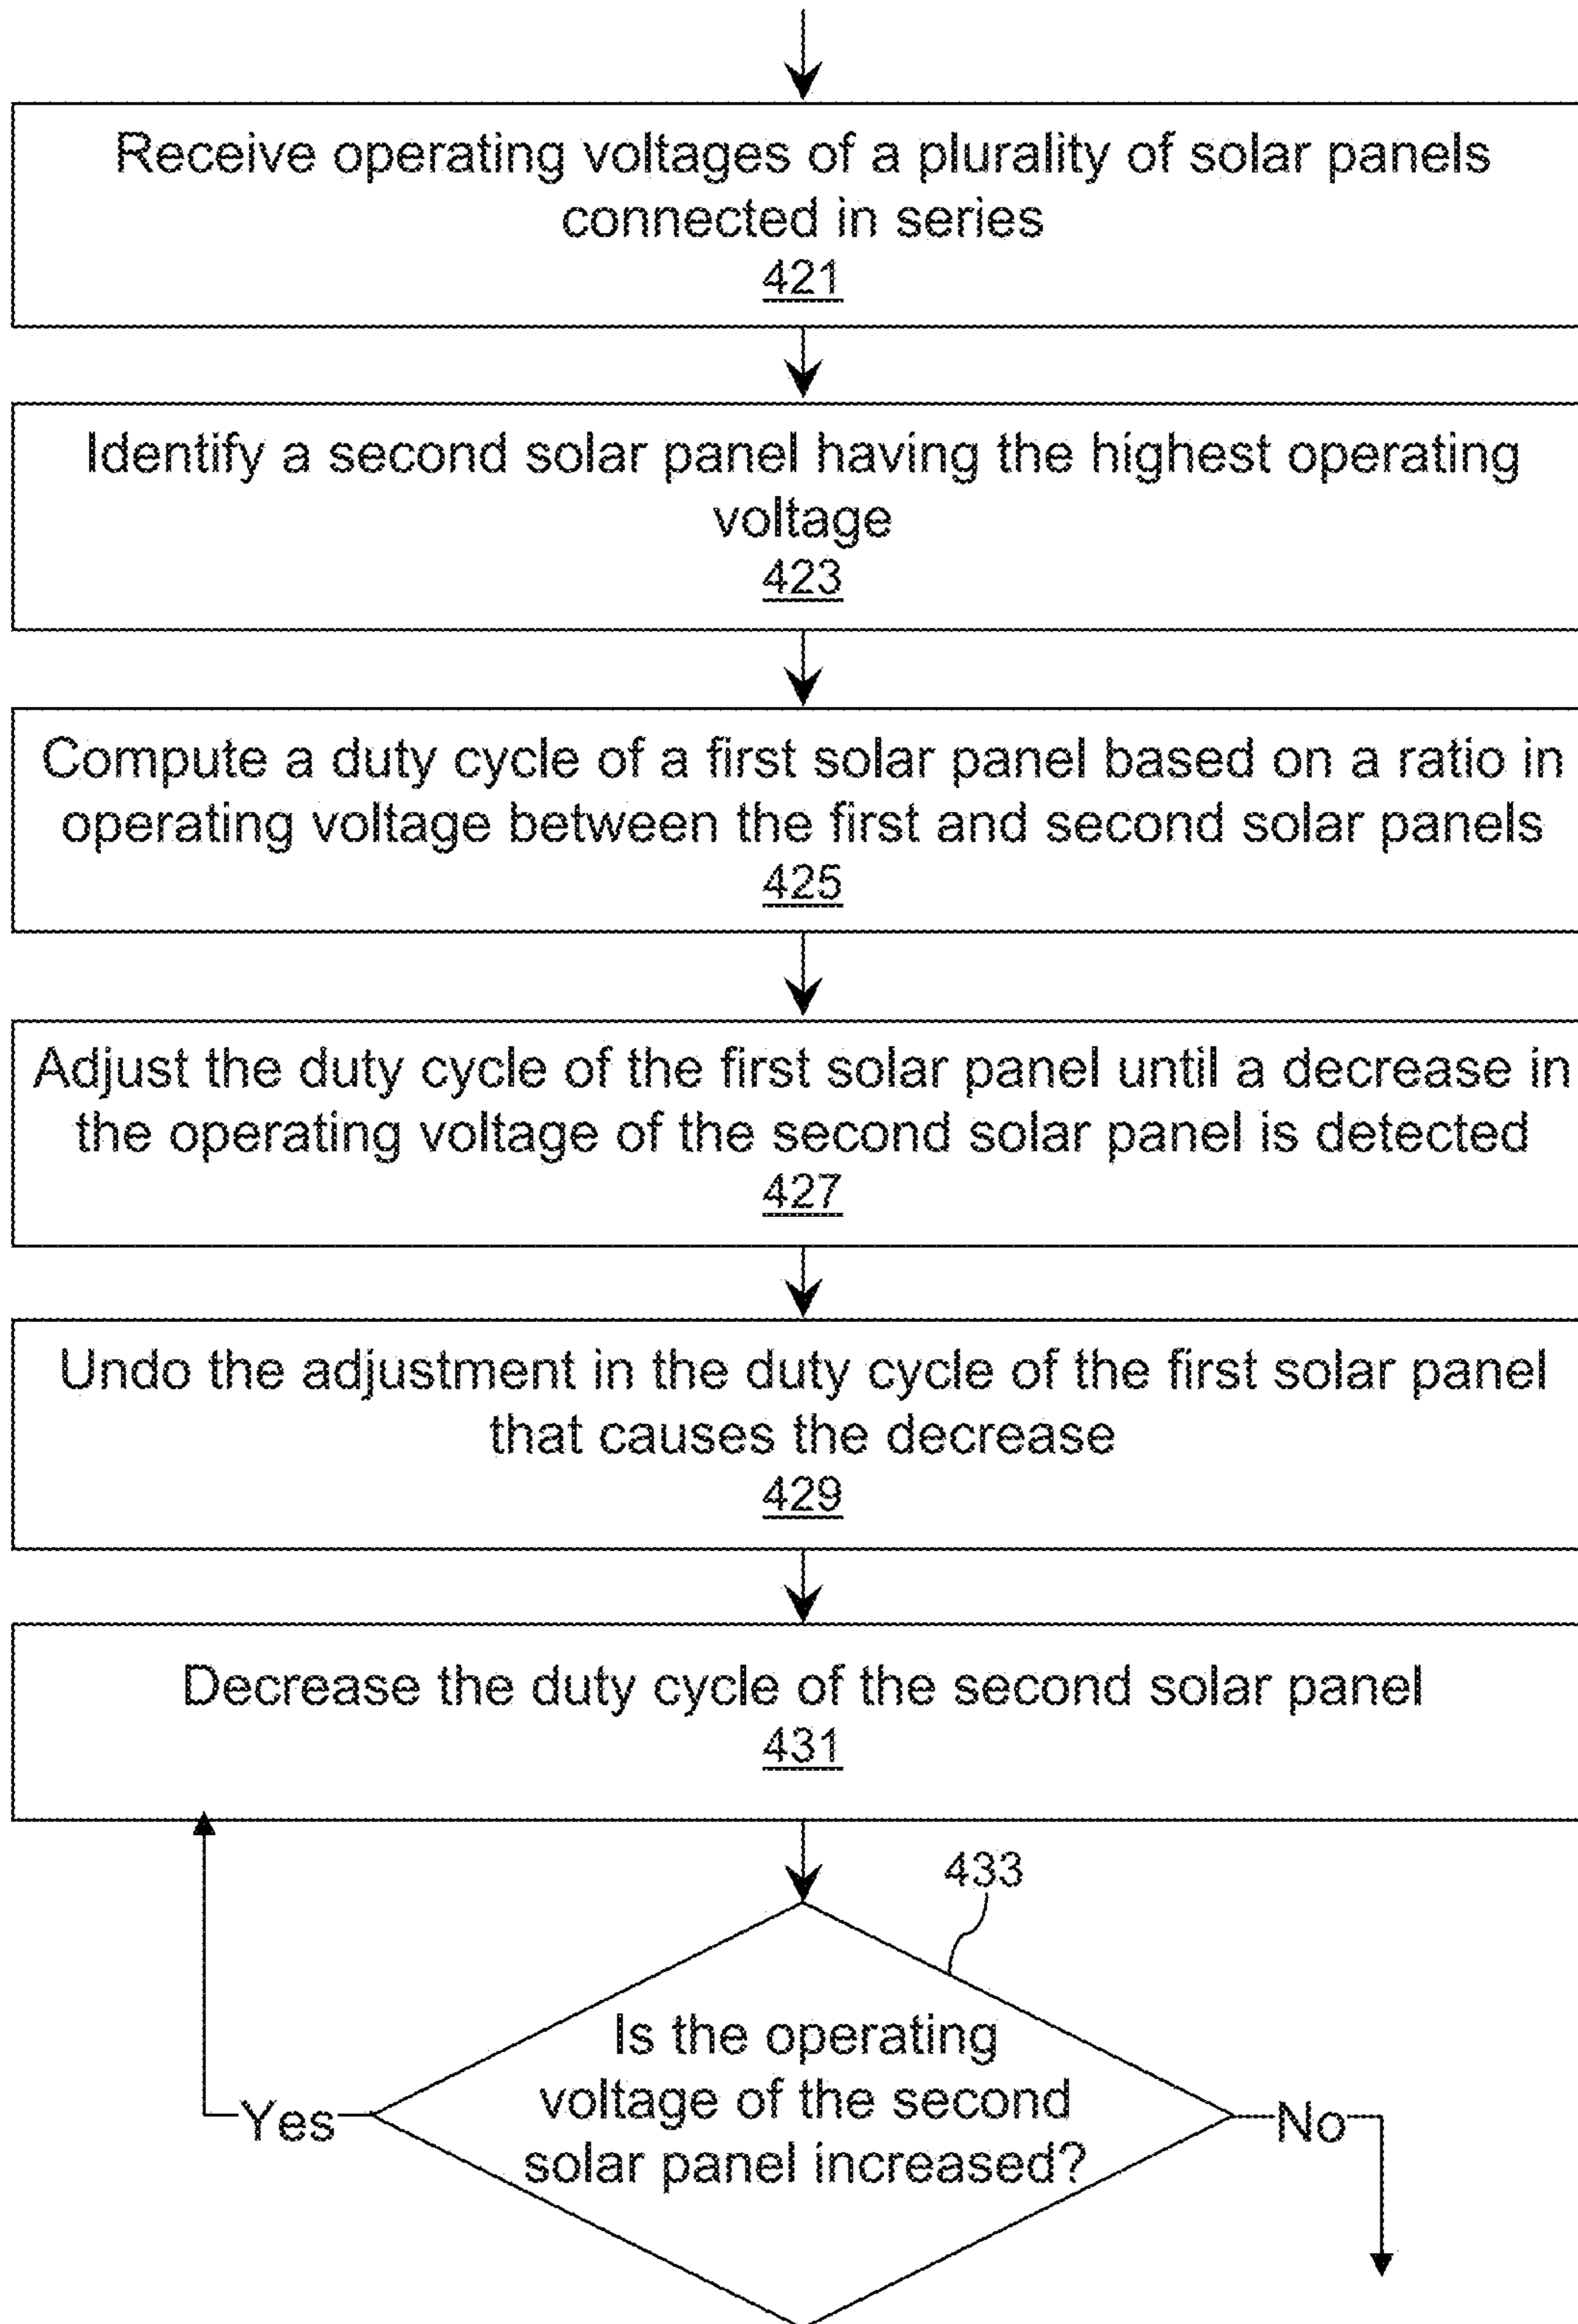 Receive operating voltages of a plurality of solar panels
connected in series
421
Identify a second solar panel having the highest operating
voltage
423
Compute a duty cycle of a first solar panel based on a ratio in
operating voltage between the first and second solar panels
425
Adjust the duty cycle of the first solar panel until a decrease in
the operating voltage of the second solar panel is detected
427
Undo the adjustment in the duty cycle of the first solar panel
that causes the decrease
429
Decrease the duty cycle of the second solar panel
431
433
Is the operating
voltage of the second
solar panel increased?
Yes
No